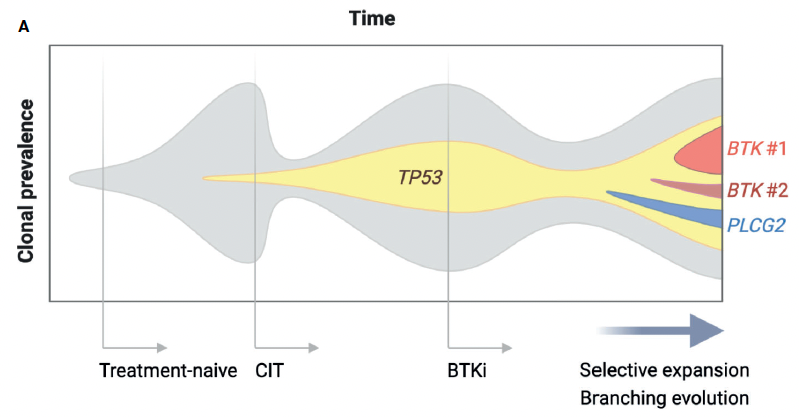 A
Time
Clonal prevalence
TP53
BTK #1
BTK #2
PLCG2
Treatment-naive
CIT
BTKi
Selective expansion
Branching evolution